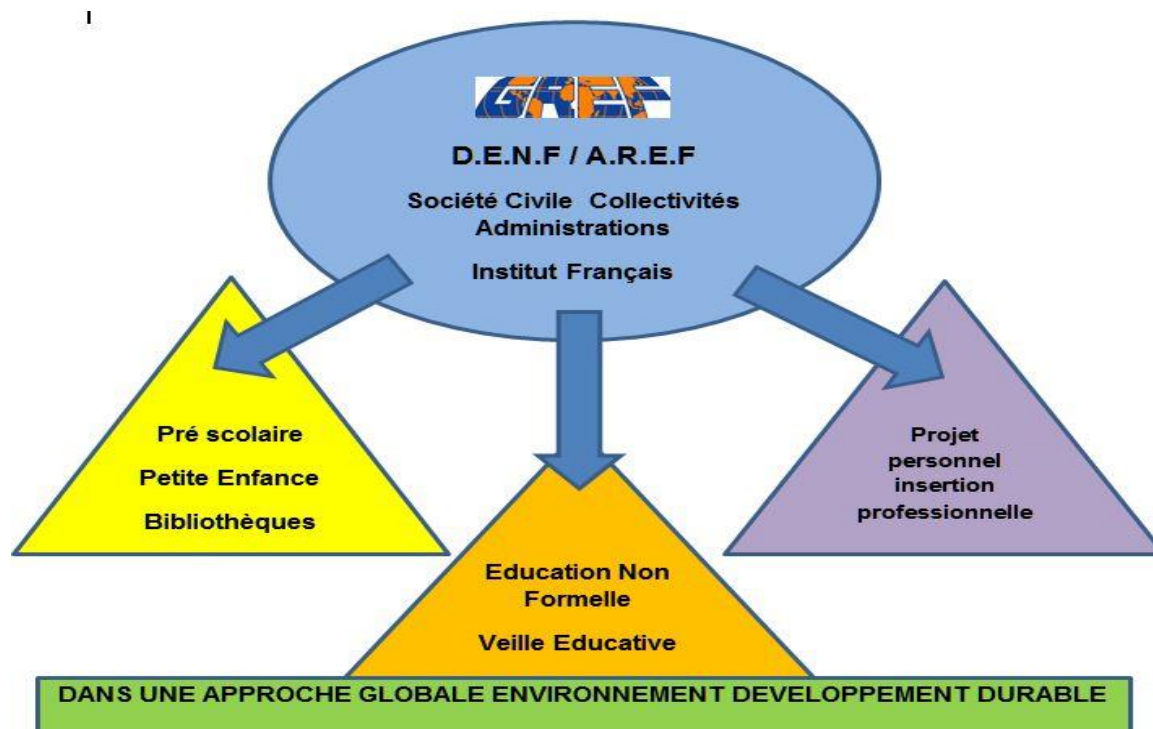 GREF
D.E.N.F / A.R.E.F
Société Civile Collectivités
Administrations
Institut Français
Pré scolaire
Petite Enfance
Bibliothèques
Projet
personnel
insertion
professionnelle
Education Non
Formelle
Veille Educative
DANS UNE APPROCHE GLOBALE ENVIRONNEMENT DEVELOPPEMENT DURABLE